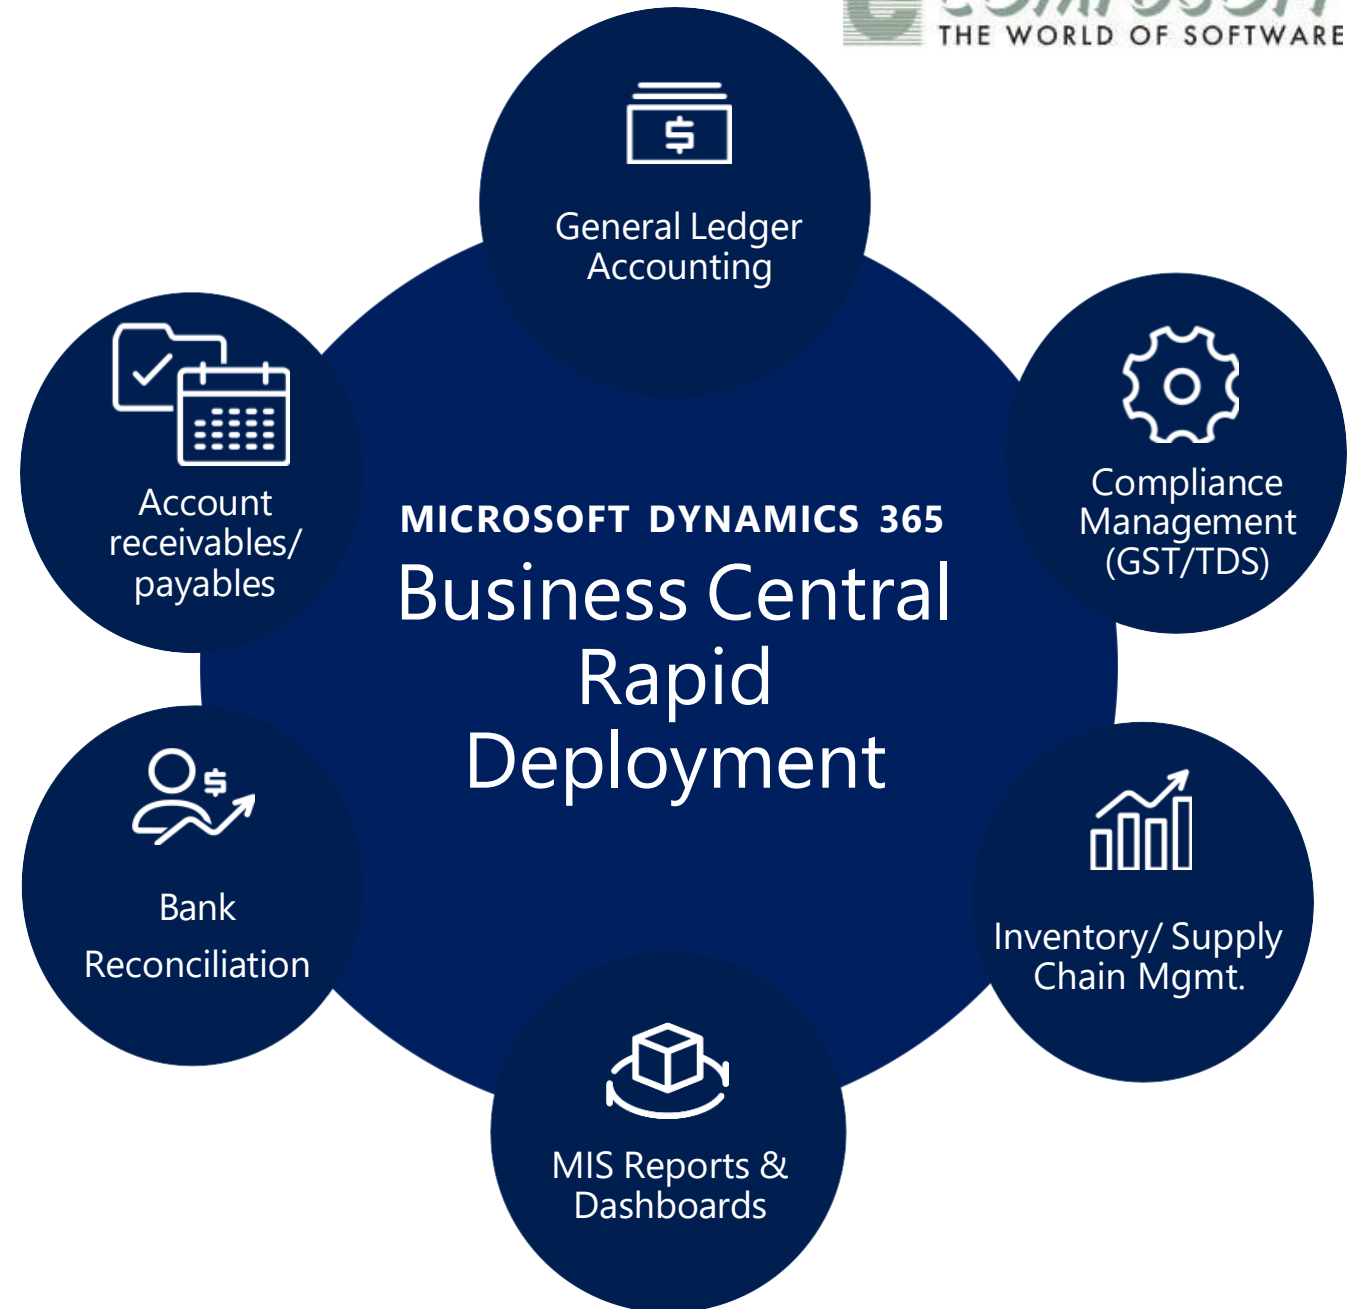 THE WORLD OF SOFTWARE
General Ledger
Accounting
Account
receivables/
payables
Compliance
Management
(GST/TDS)
MICROSOFT DYNAMICS 365
Business Central
Rapid
Deployment
Bank
Reconciliation
Inventory/ Supply
Chain Mgmt.
MIS Reports &
Dashboards